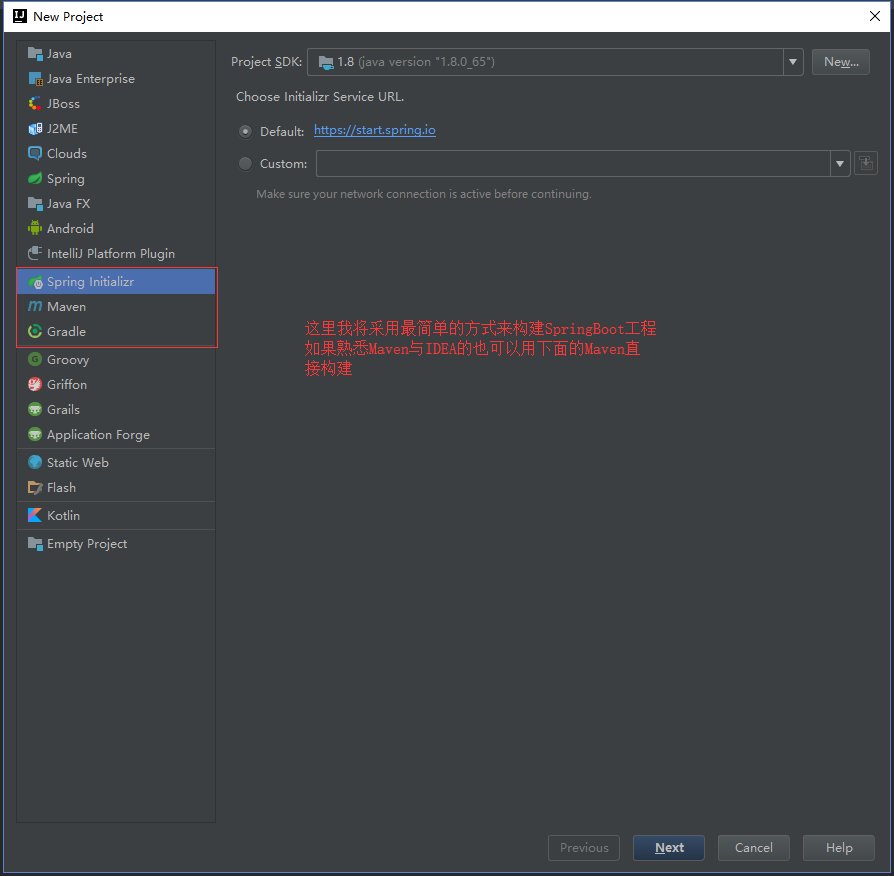 New Project
Java
Java Enterprise
JBoss
J2ME
Clouds
Spring
Java FX
Android
IntelliJ Platform Plugin
Spring Initializr
Maven
Gradle
Groovy
Griffon
Grails
Application Forge
Static Web
Flash
Kotlin
Empty Project
Project SDK: 1.8 (java version "1.8.0_65") New...
Choose Initializr Service URL.
Default: https://start.spring.io
Custom:
Make sure your network connection is active before continuing.
这里我将采用最简单的方式来构建SpringBoot工程
如果熟悉Maven与IDEA的也可以用下面的Maven直
接构建
Previous Next Cancel Help